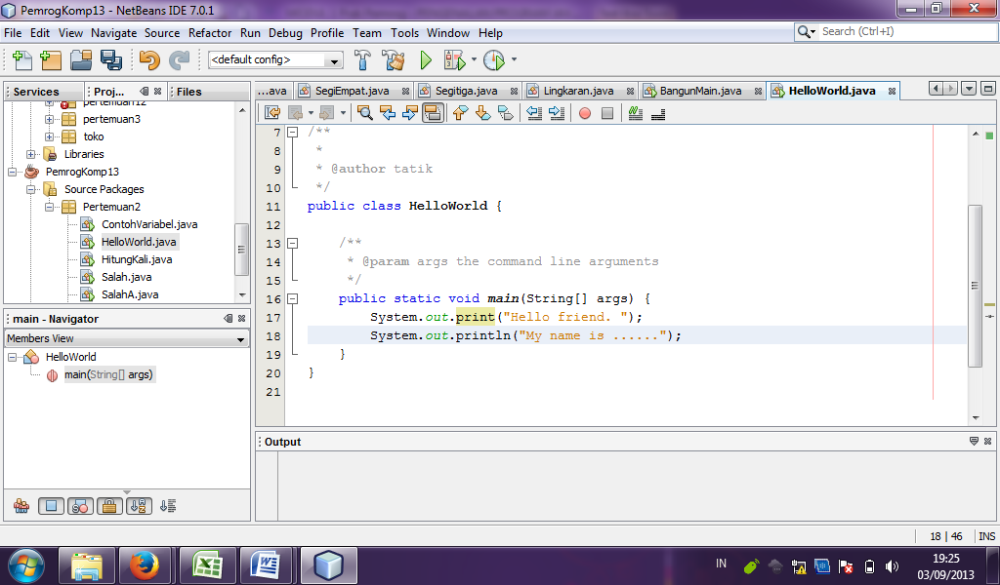 PemrogKomp13 - NetBeans IDE 7.0.1
File Edit View Navigate Source Refactor Run Debug Profile Team Tools Window Help
Search (Ctrl+I)
<default config>
Services
Proj...
Files
pertemuan12
pertemuan3
toko
Libraries
PemrogKomp13
Source Packages
Pertemuan2
ContohVariabel.java
HelloWorld.java
HitungKali.java
Salah.java
SalahA.java
main - Navigator
Members View
HelloWorld
main(String[] args)
...ava SegiEmpat.java Segitiga.java Lingkaran.java BangunMain.java HelloWorld.java
7 /**
8 *
9 * @author tatik
10 */
11 public class HelloWorld {
12
13 /**
14 * @param args the command line arguments
15 */
16 public static void main(String[] args) {
17 System.out.print("Hello friend. ");
18 System.out.println("My name is ......");
19 }
20 }
21
Output
18 | 46 INS
IN
19:25
03/09/2013